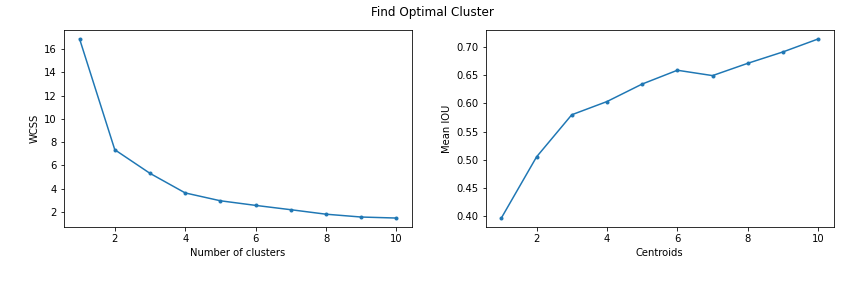 Find Optimal Cluster
16
14
12
10
8
6
4
2
WCSS
2 4 6 8 10
Number of clusters
0.70
0.65
0.60
0.55
0.50
0.45
0.40
Mean IOU
2 4 6 8 10
Centroids